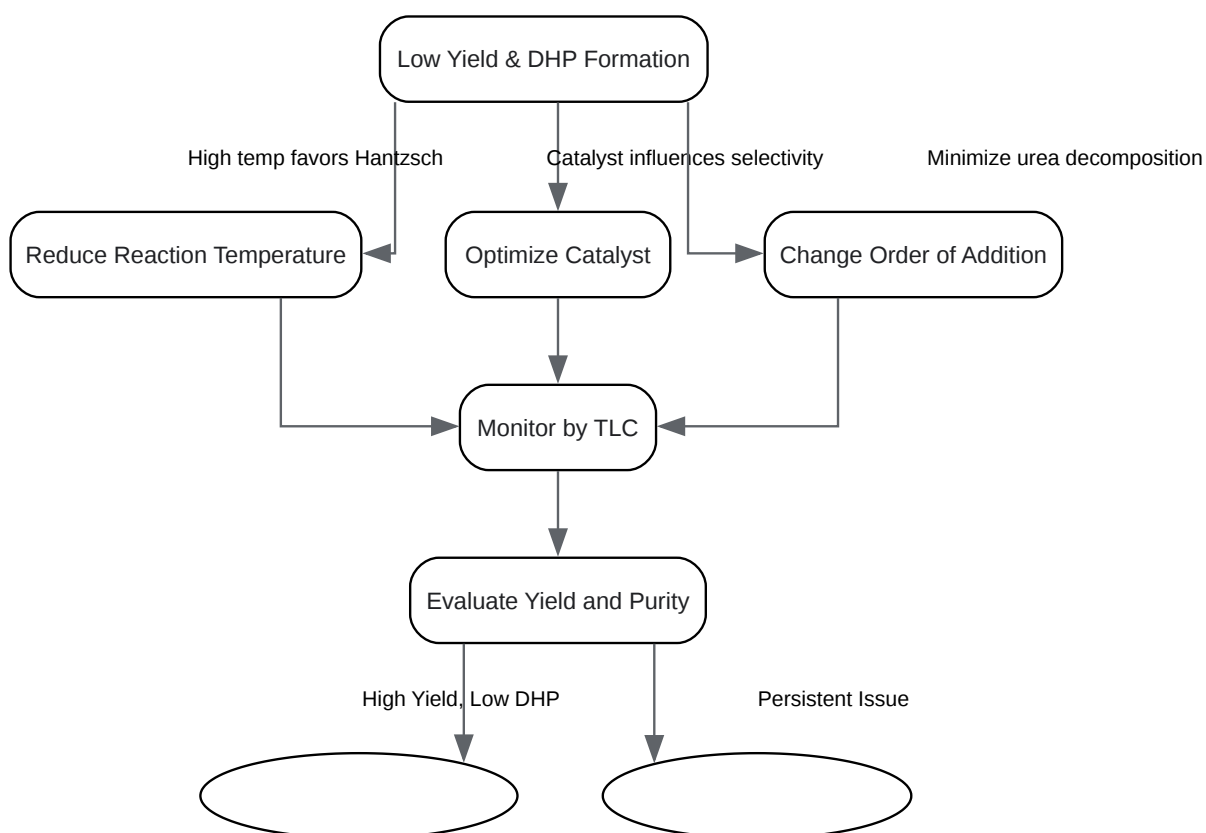 Low Yield & DHP Formation
High temp favors Hantzsch
Catalyst influences selectivity
Minimize urea decomposition
Reduce Reaction Temperature
Optimize Catalyst
Change Order of Addition
Monitor by TLC
Evaluate Yield and Purity
High Yield, Low DHP
Persistent Issue